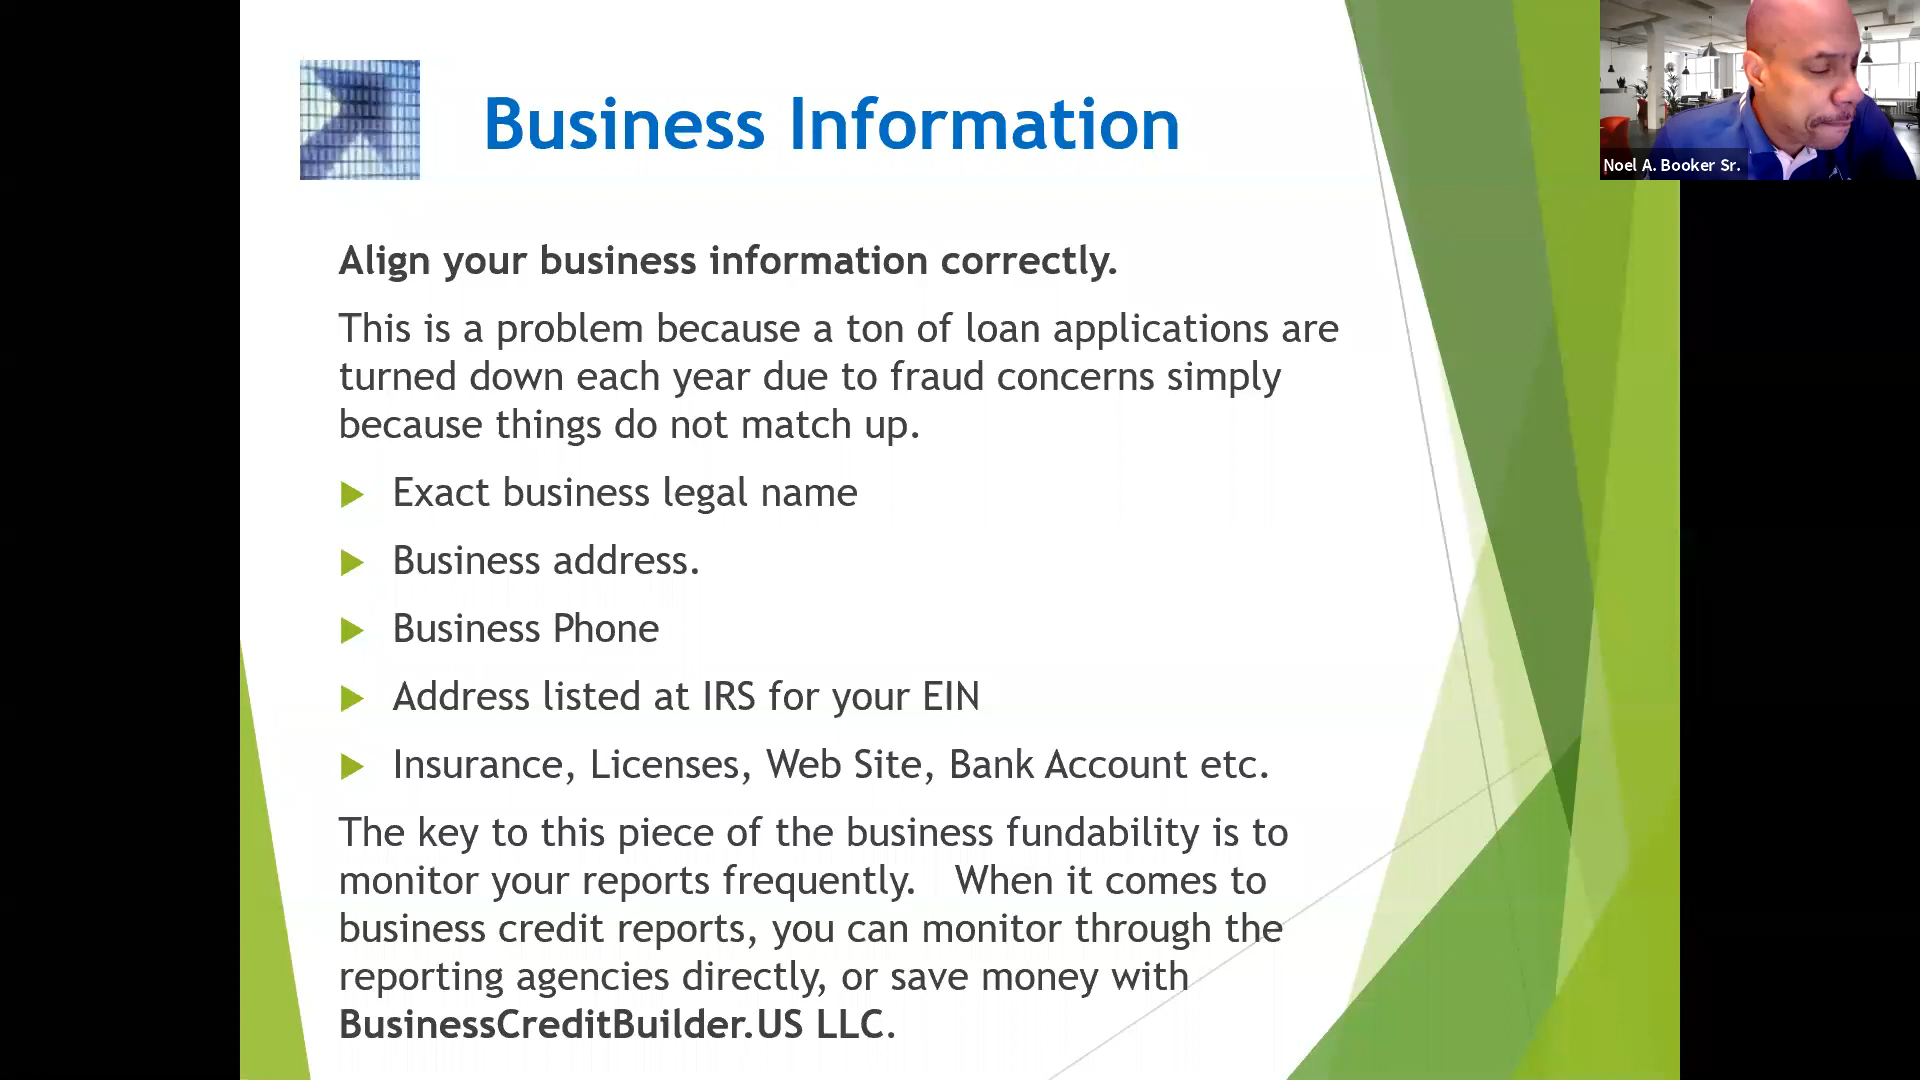 Business Information
Noel A. Booker Sr.
Align your business information correctly.
This is a problem because a ton of loan applications are
turned down each year due to fraud concerns simply
because things do not match up.
Exact business legal name
Business address.
Business Phone
Address listed at IRS for your EIN
Insurance, Licenses, Web Site, Bank Account etc.
The key to this piece of the business fundability is to
monitor your reports frequently.   When it comes to
business credit reports, you can monitor through the
reporting agencies directly, or save money with
BusinessCreditBuilder.US LLC.